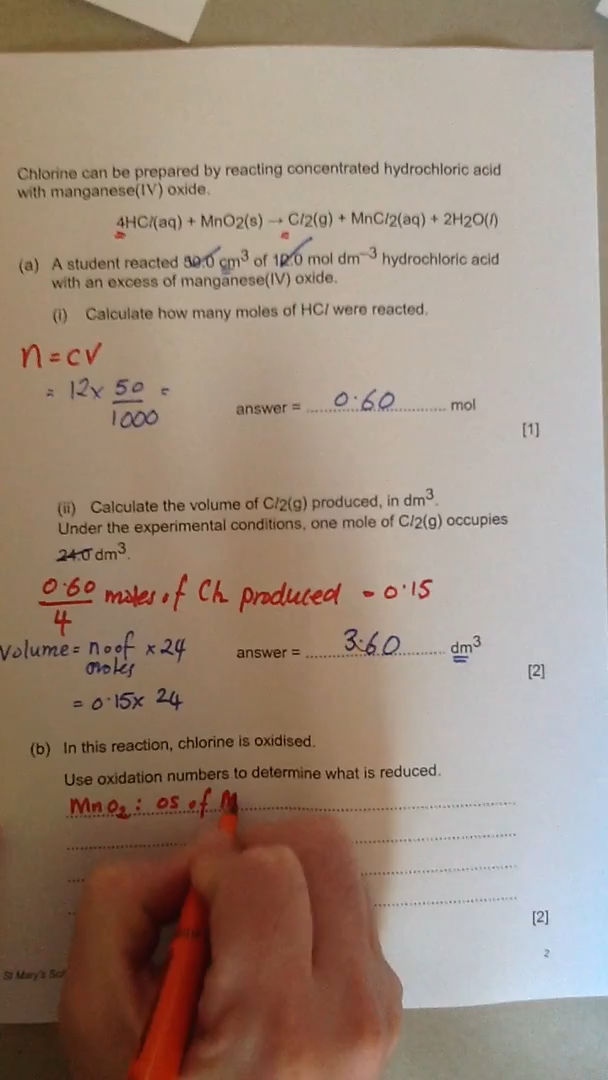 Chlorine can be prepared by reacting concentrated hydrochloric acid
with manganese(IV) oxide.
4HCl(aq) + MnO2(s) → Cl2(g) + MnCl2(aq) + 2H2O(l)
(a) A student reacted 50.0 cm3 of 12.0 mol dm−3 hydrochloric acid
with an excess of manganese(IV) oxide.
(i) Calculate how many moles of HCl were reacted.
n = cv
= 12 x 50 =
1000
answer = 0.60 mol
[1]
(ii) Calculate the volume of Cl2(g) produced, in dm3.
Under the experimental conditions, one mole of Cl2(g) occupies
24.0 dm3.
0.60 moles of Cl2 produced = 0.15
4
Volume = no of x 24
moles
answer = 3.60 dm3
[2]
= 0.15 x 24
(b) In this reaction, chlorine is oxidised.
Use oxidation numbers to determine what is reduced.
MnO2 : OS of M
[2]
2
St Mary's